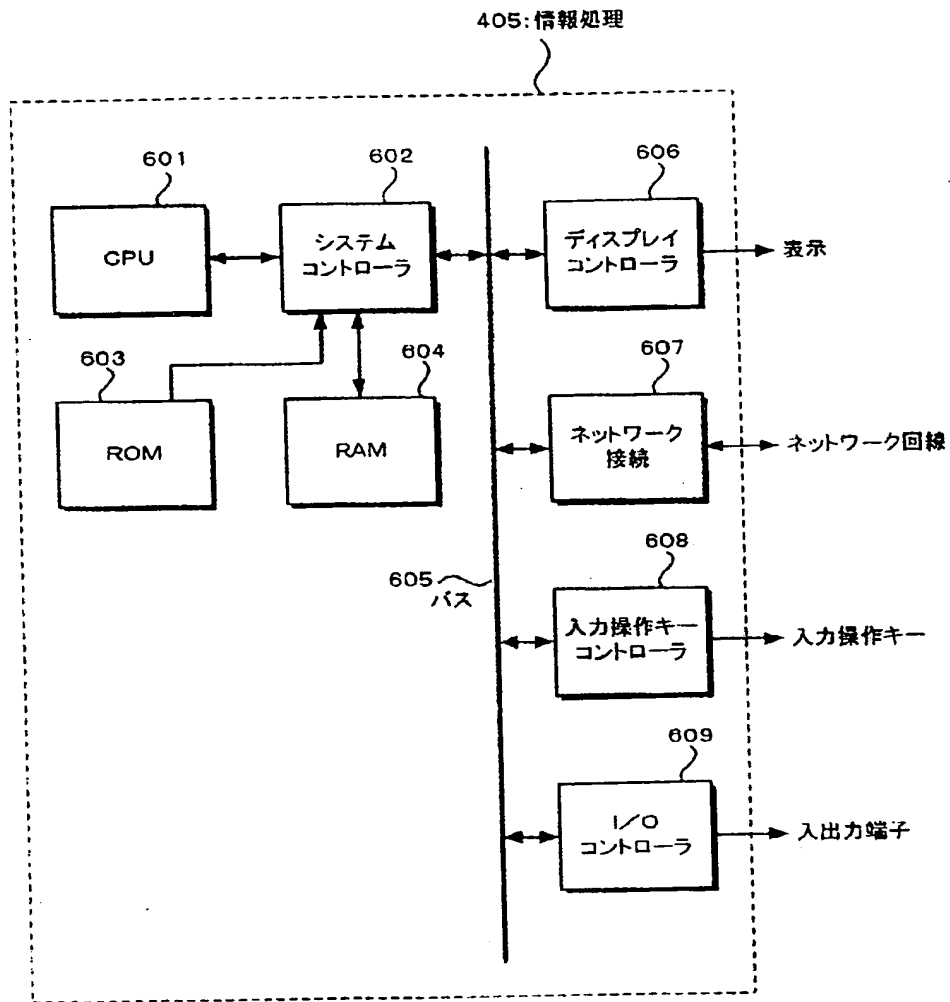 405:情報処理
601
602
606
CPU
システム
コントローラ
ディスプレイ
コントローラ
表示
603
604
607
ROM
RAM
ネットワーク
接続
ネットワーク回線
605
バス
608
入力操作キー
コントローラ
入力操作キー
609
I/O
コントローラ
入出力端子